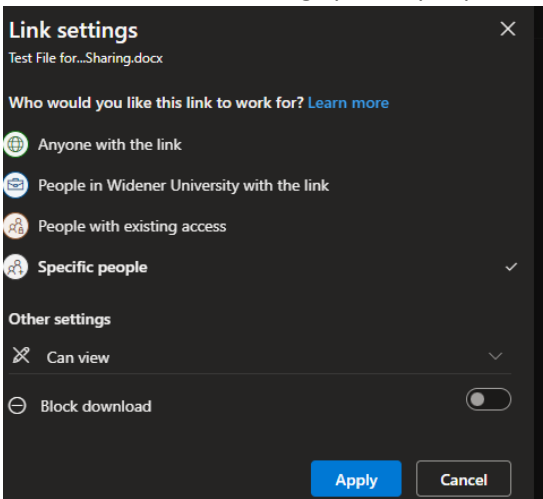 Link settings
Test File for...Sharing.docx
Who would you like this link to work for? Learn more
Anyone with the link
People in Widener University with the link
People with existing access
Specific people
Other settings
Can view
Block download
Apply Cancel